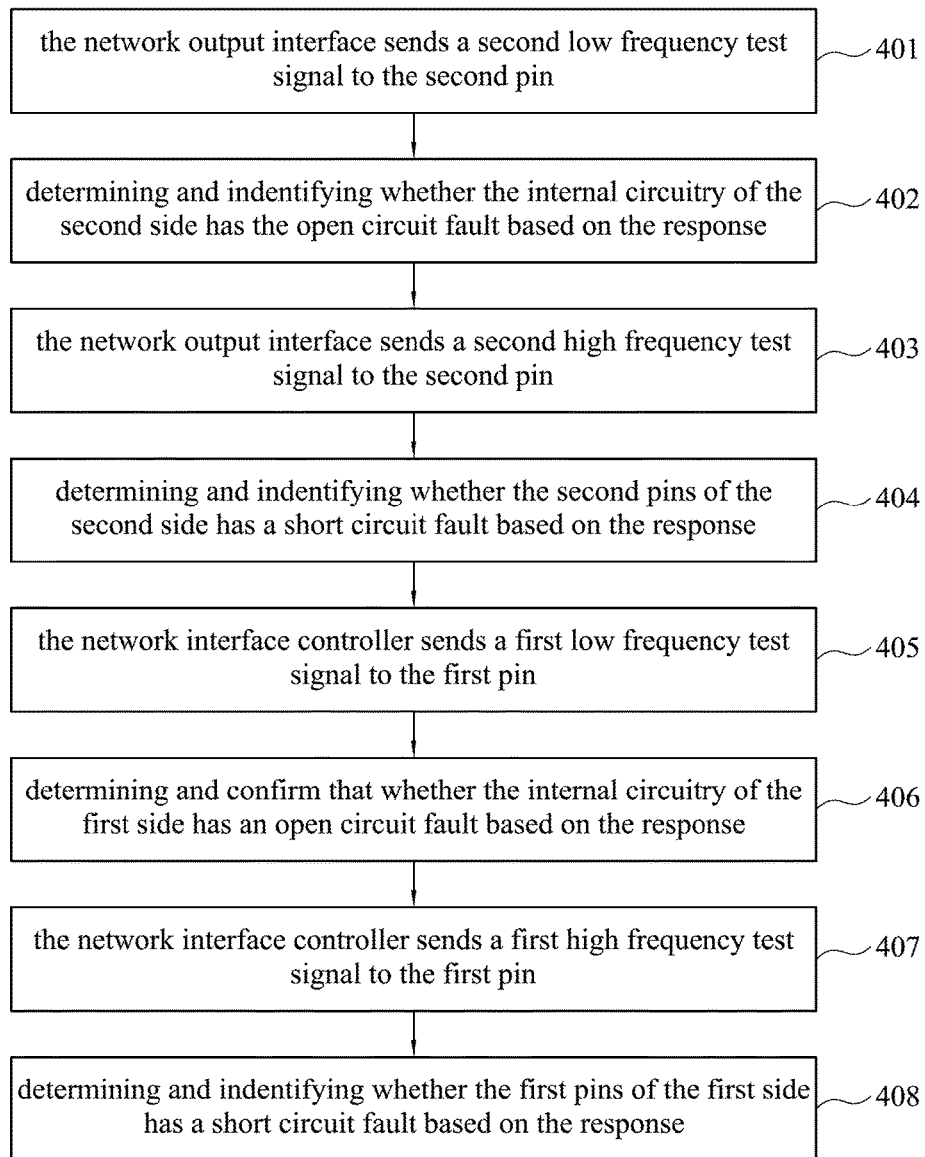 the network output interface sends a second low frequency test
signal to the second pin
401
determining and indentifying whether the internal circuitry of the
second side has the open circuit fault based on the response
402
the network output interface sends a second high frequency test
signal to the second pin
403
determining and indentifying whether the second pins of the
second side has a short circuit fault based on the response
404
the network interface controller sends a first low frequency test
signal to the first pin
405
determining and confirm that whether the internal circuitry of the
first side has an open circuit fault based on the response
406
the network interface controller sends a first high frequency test
signal to the first pin
407
determining and indentifying whether the first pins of the first side
has a short circuit fault based on the response
408